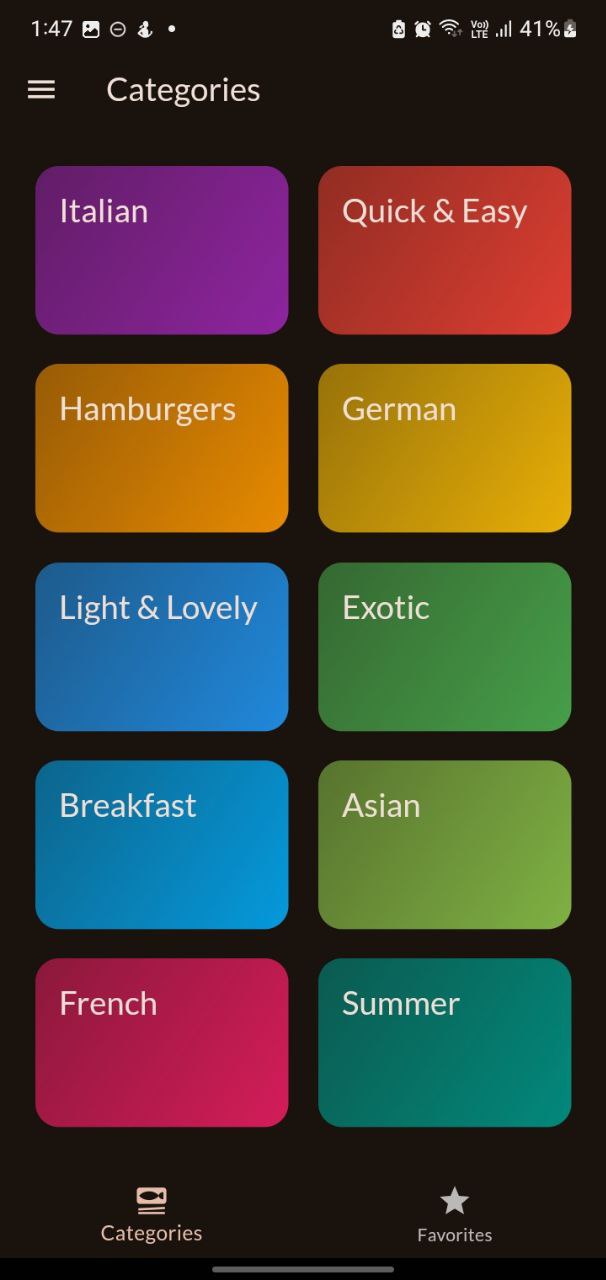 1:47 Vo)) LTE 41%
Categories
Italian
Quick & Easy
Hamburgers
German
Light & Lovely
Exotic
Breakfast
Asian
French
Summer
Categories
Favorites